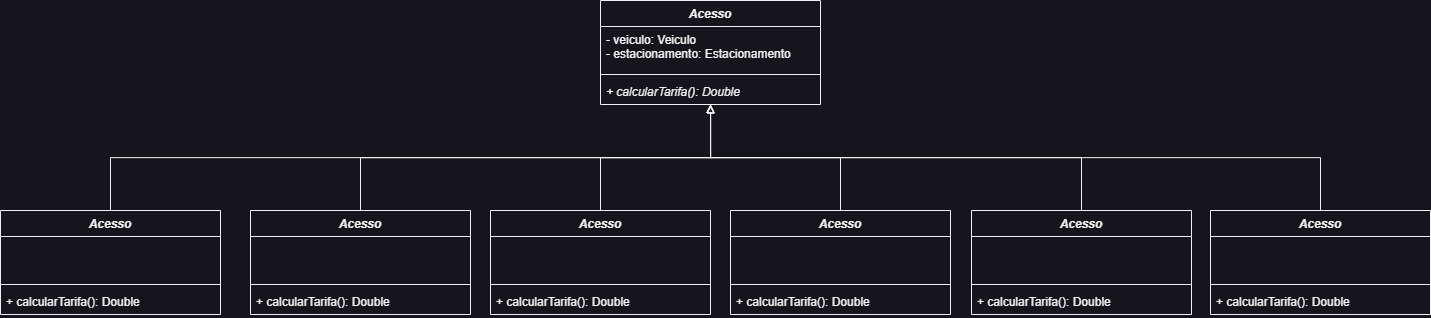 Acesso
- veiculo: Veiculo
- estacionamento: Estacionamento
+ calcularTarifa(): Double
Acesso
+ calcularTarifa(): Double
Acesso
+ calcularTarifa(): Double
Acesso
+ calcularTarifa(): Double
Acesso
+ calcularTarifa(): Double
Acesso
+ calcularTarifa(): Double
Acesso
+ calcularTarifa(): Double